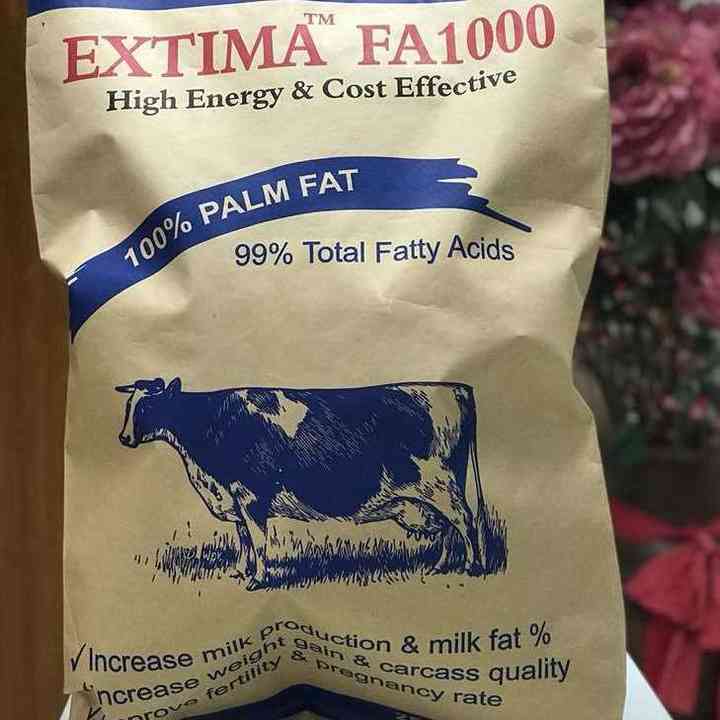 EXTIMA™ FA1000
High Energy & Cost Effective
100% PALM FAT
99% Total Fatty Acids
✓Increase milk production & milk fat %
Increase weight gain & carcass quality
fertility & pregnancy rate